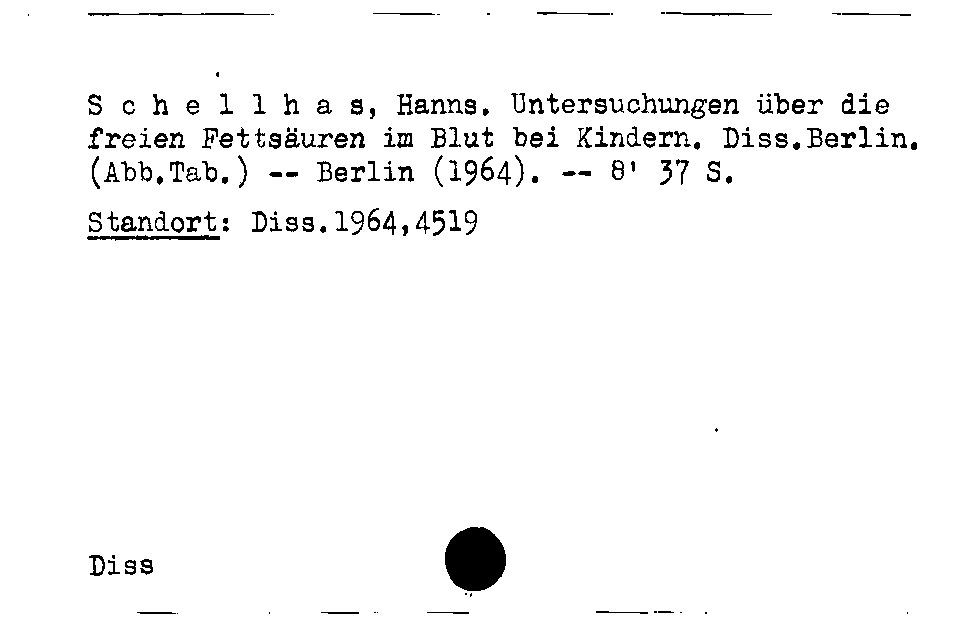 S c h e l l h a s, Hanns. Untersuchungen über die
freien Fettsäuren im Blut bei Kindern. Diss.Berlin.
(Abb.Tab.) -- Berlin (1964). -- 8' 37 S.
Standort: Diss.1964,4519
Diss